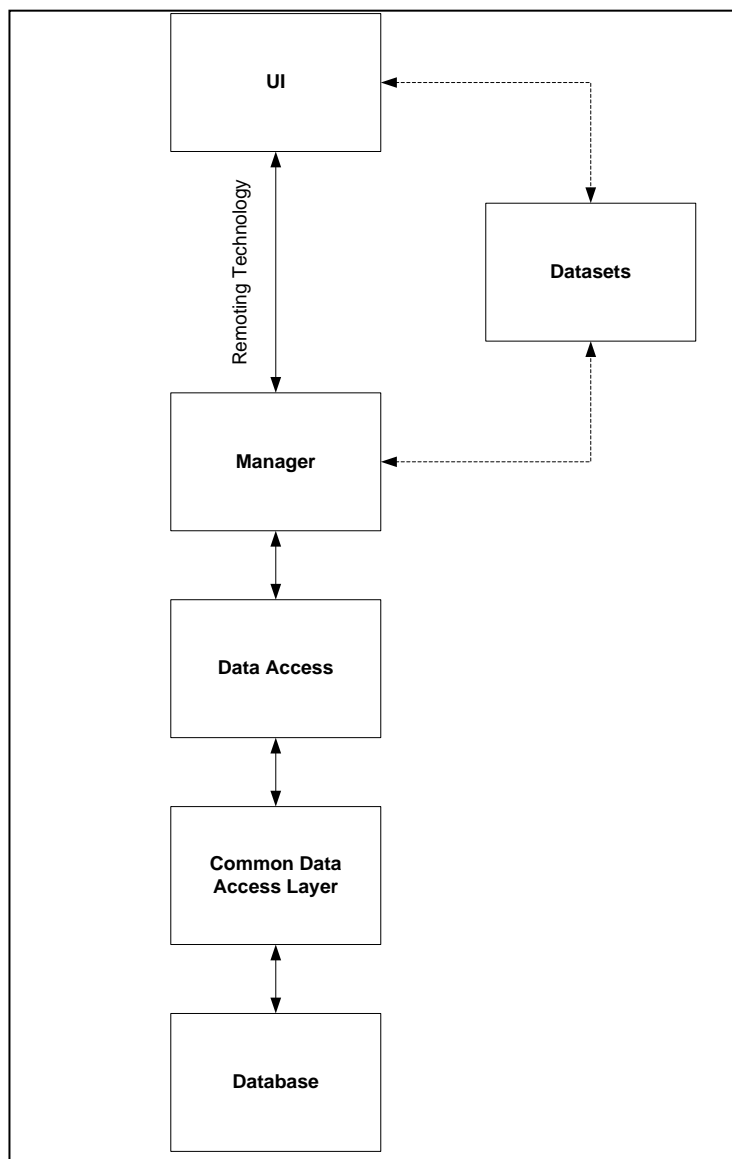 UI
Remoting Technology
Datasets
Manager
Data Access
Common Data
Access Layer
Database